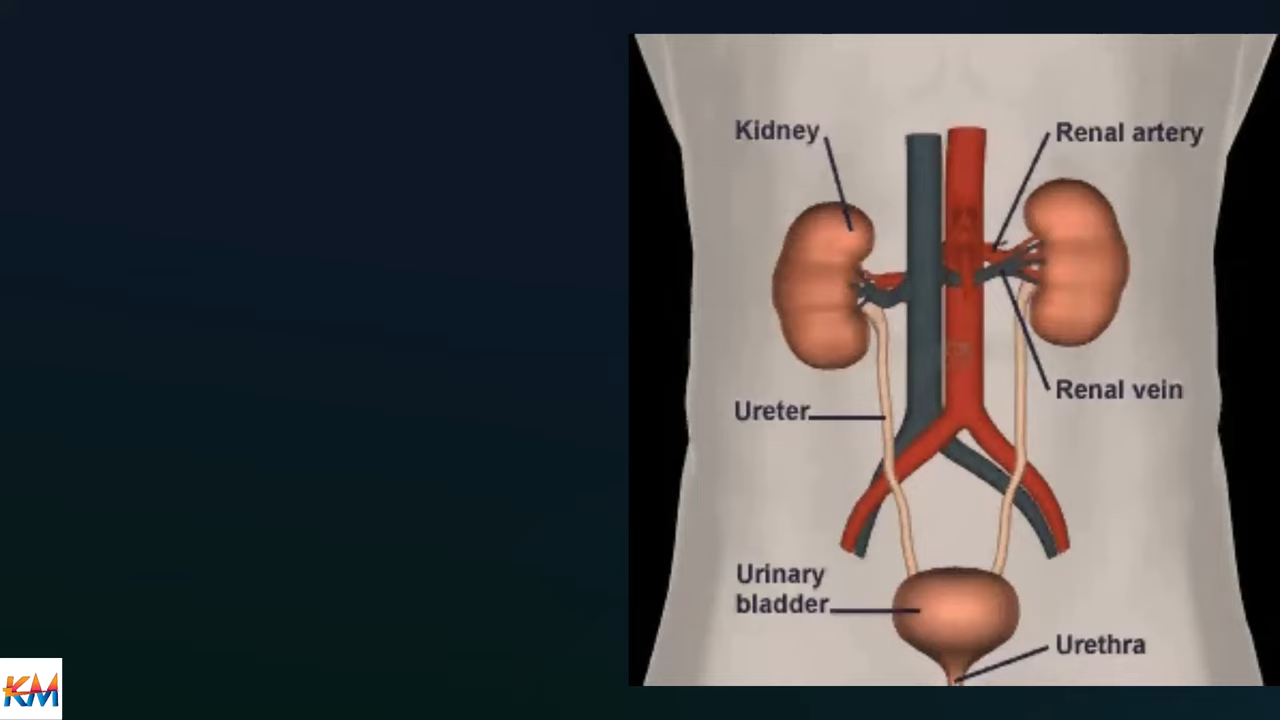 Kidney
Renal artery
Renal vein
Ureter
Urinary
bladder
Urethra
KM